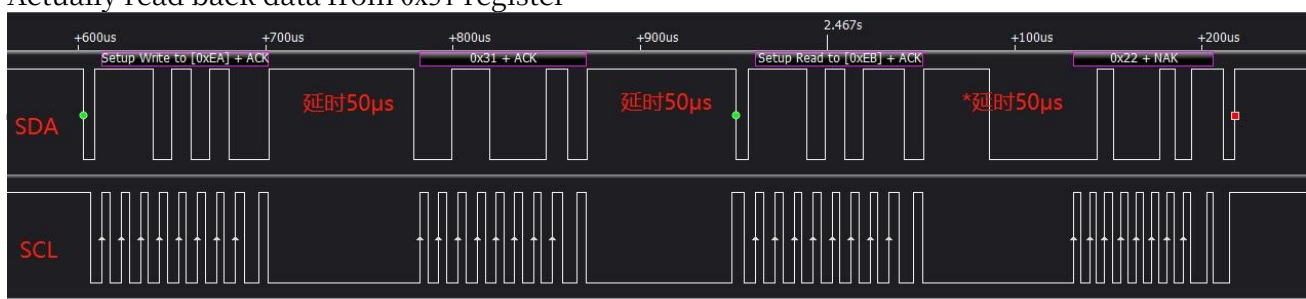 Actually read back data from 0x31 register
+600us +700us +800us +900us 2.467s +100us +200us
Setup Write to [0xEA] + ACK 0x31 + ACK Setup Read to [0xEB] + ACK 0x22 + NAK
延时50μs 延时50μs *延时50μs
SDA
SCL